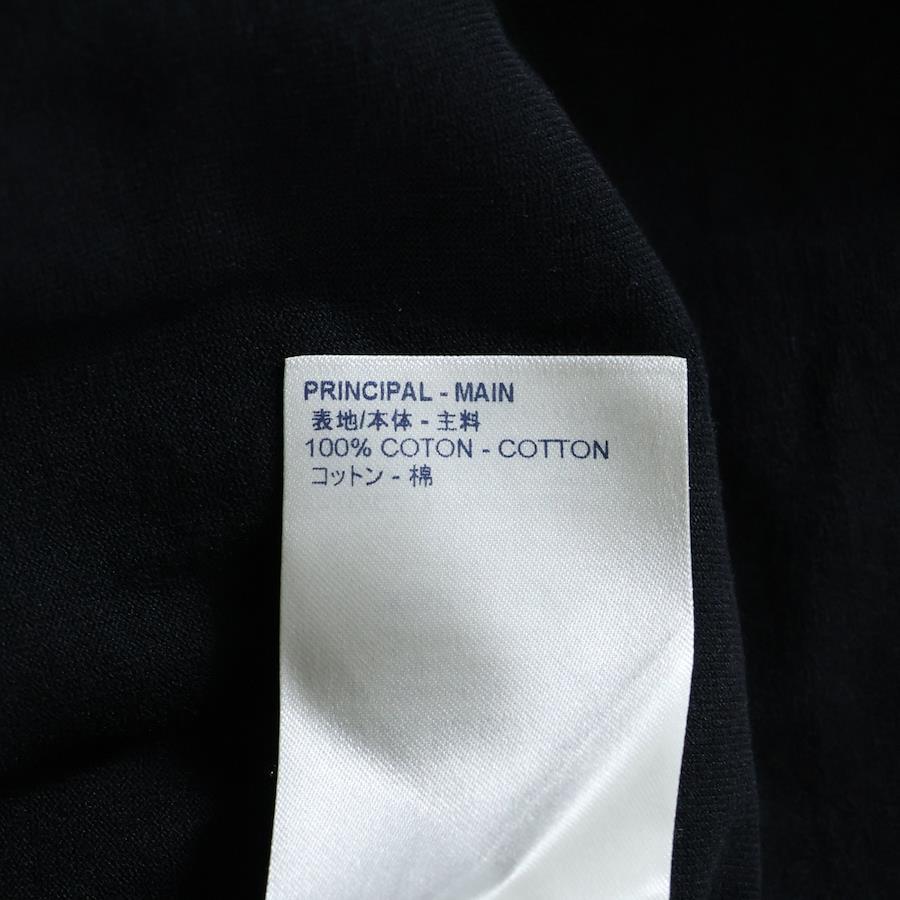 PRINCIPAL - MAIN
表地/本体 - 主料
100% COTON - COTTON
コットン - 棉